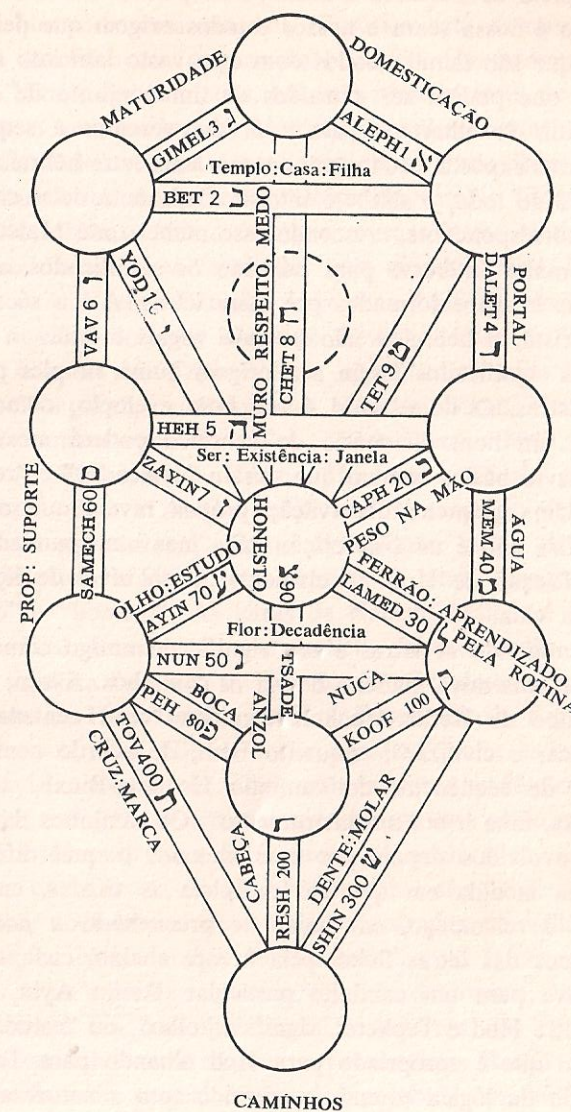 MATURIDADE
DOMESTICAÇÃO
GIMEL 3 ג
ALEPH 1 א
Templo: Casa: Filha
BET 2 ב
YOD 10 י
VAV 6 ו
MURO RESPEITO, MEDO
CHET 8 ח
TET 9 ט
DALET 4 ד
PORTAL
HEH 5 ה
Ser: Existência: Janela
ZAYIN 7 ז
CAPH 20
PESO NA MÃO
PROP: SUPORTE
SAMECH 60
OLHO: ESTUDO
AYIN 70 ע
HONESTO
90 צ
TSADE
ANZOL
MEM 40
ÁGUA
LAMED 30 ל
FERRÃO: APRENDIZADO
PELA ROTINA
Flor: Decadência
NUN 50
BOCA
PEH 80 פ
NUCA
KOOF 100 ק
TOV 400 ת
CRUZ: MARCA
CABEÇA
RESH 200 ר
DENTE: MOLAR
SHIN 300 ש
CAMÍNHOS